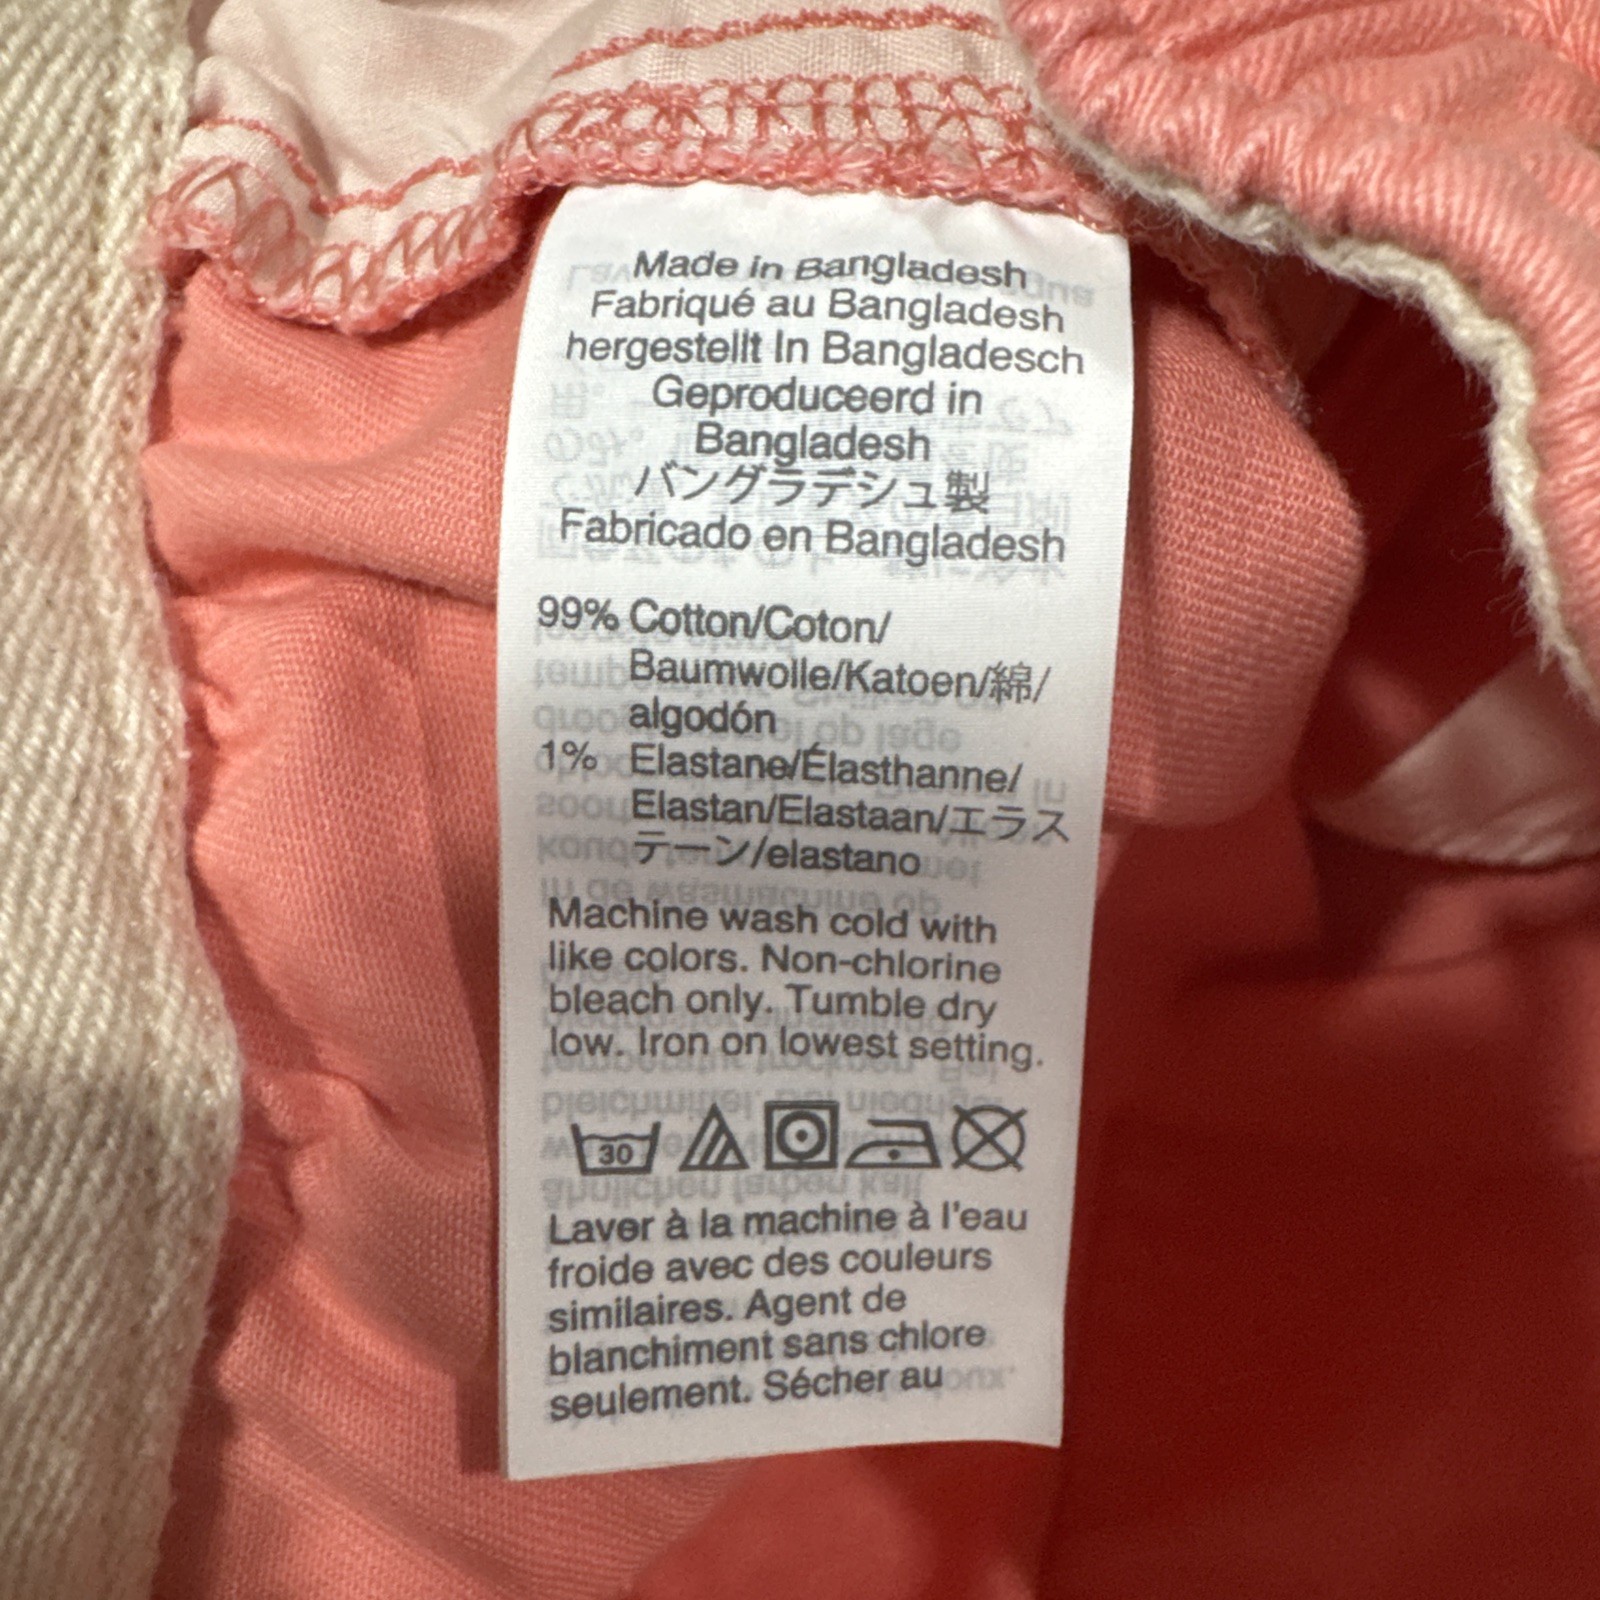 Made in Bangladesh
Fabriqué au Bangladesh
hergestellt In Bangladesch
Geproduceerd in
Bangladesh
バングラデシュ製
Fabricado en Bangladesh
99% Cotton/Coton/
Baumwolle/Katoen/綿/
algodón
1% Elastane/Élasthanne/
Elastan/Elastaan/エラス
テーン/elastano
Machine wash cold with
like colors. Non-chlorine
bleach only. Tumble dry
low. Iron on lowest setting.
30
Laver à la machine à l'eau
froide avec des couleurs
similaires. Agent de
blanchiment sans chlore
seulement. Sécher au